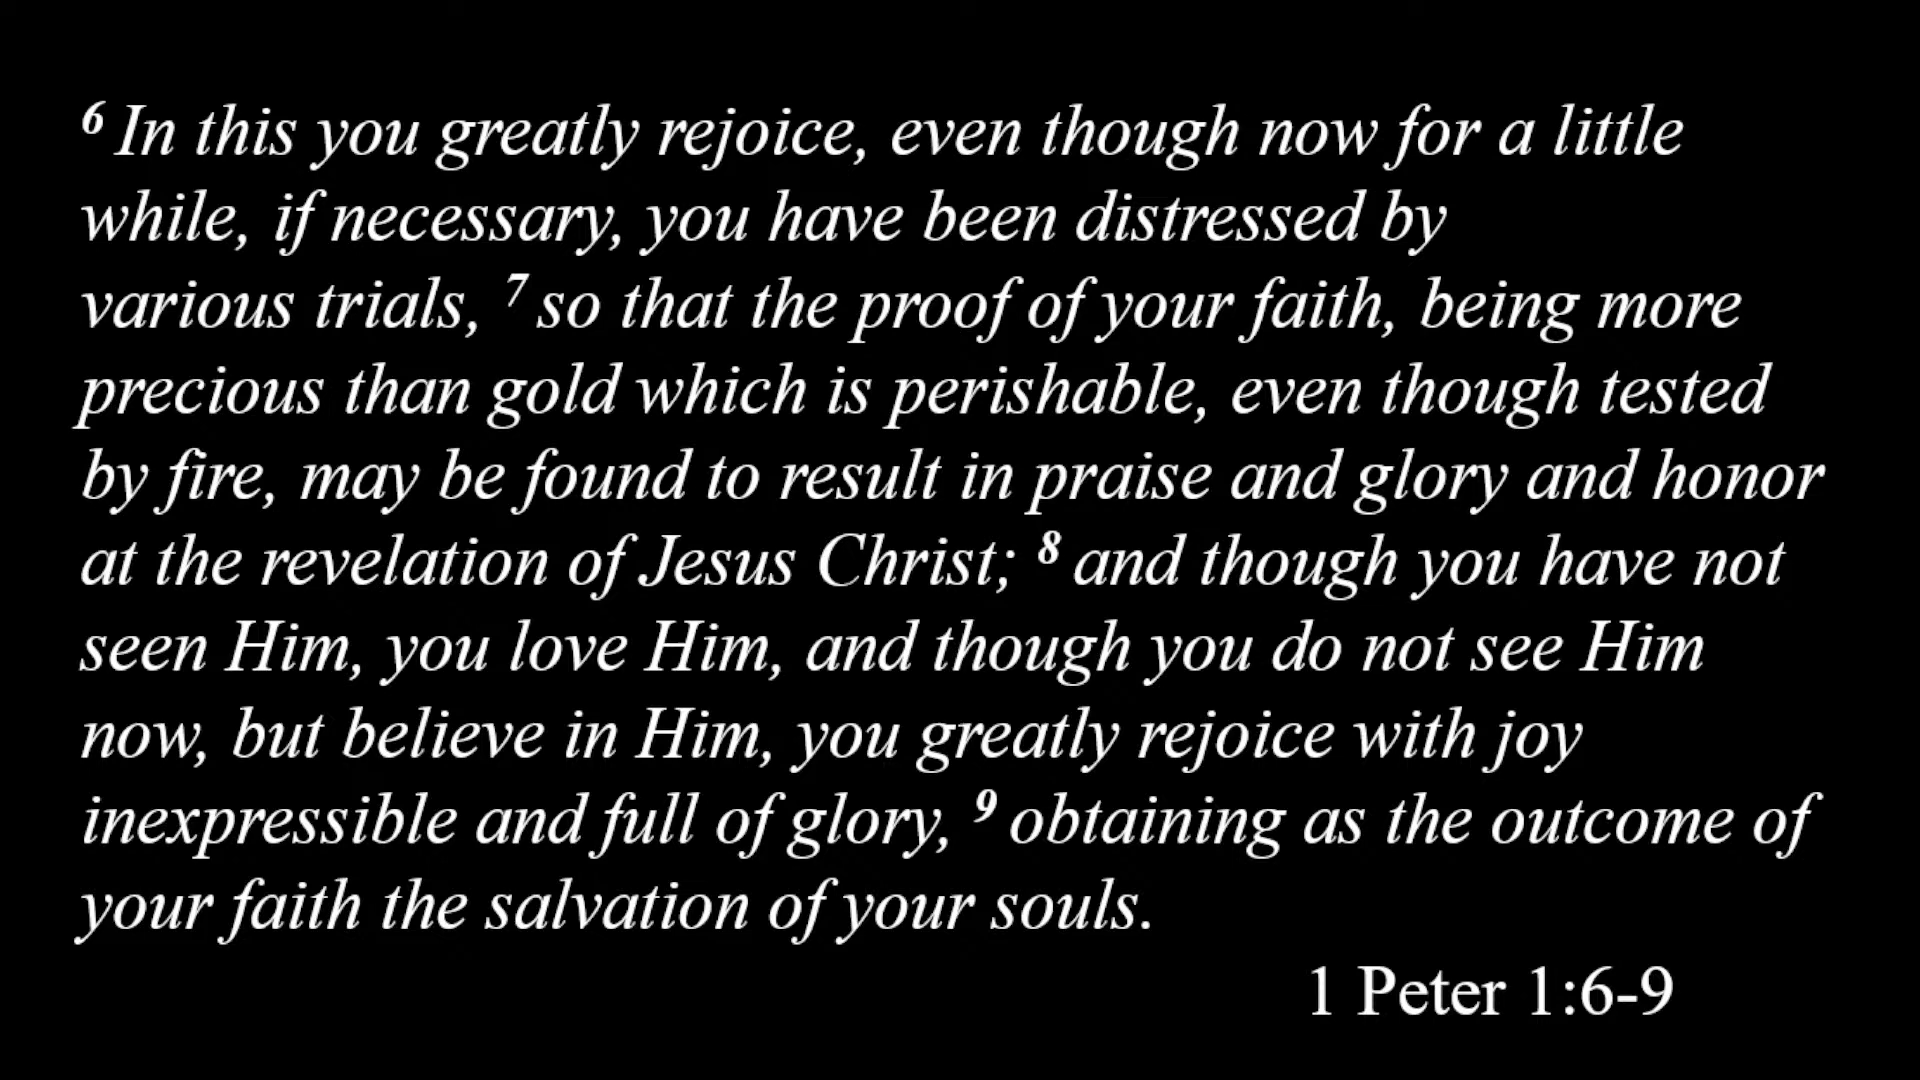 6 In this you greatly rejoice, even though now for a little
while, if necessary, you have been distressed by
various trials, 7 so that the proof of your faith, being more
precious than gold which is perishable, even though tested
by fire, may be found to result in praise and glory and honor
at the revelation of Jesus Christ; 8 and though you have not
seen Him, you love Him, and though you do not see Him
now, but believe in Him, you greatly rejoice with joy
inexpressible and full of glory, 9 obtaining as the outcome of
your faith the salvation of your souls.
1 Peter 1:6-9